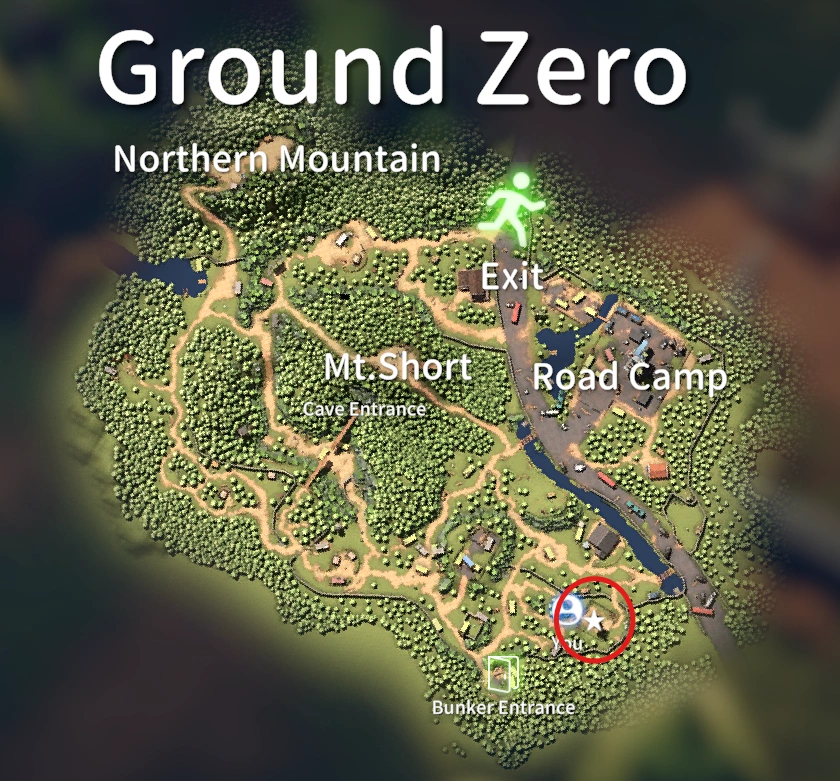 Ground Zero
Northern Mountain
Exit
Mt.Short
Road Camp
Cave Entrance
You
Bunker Entrance